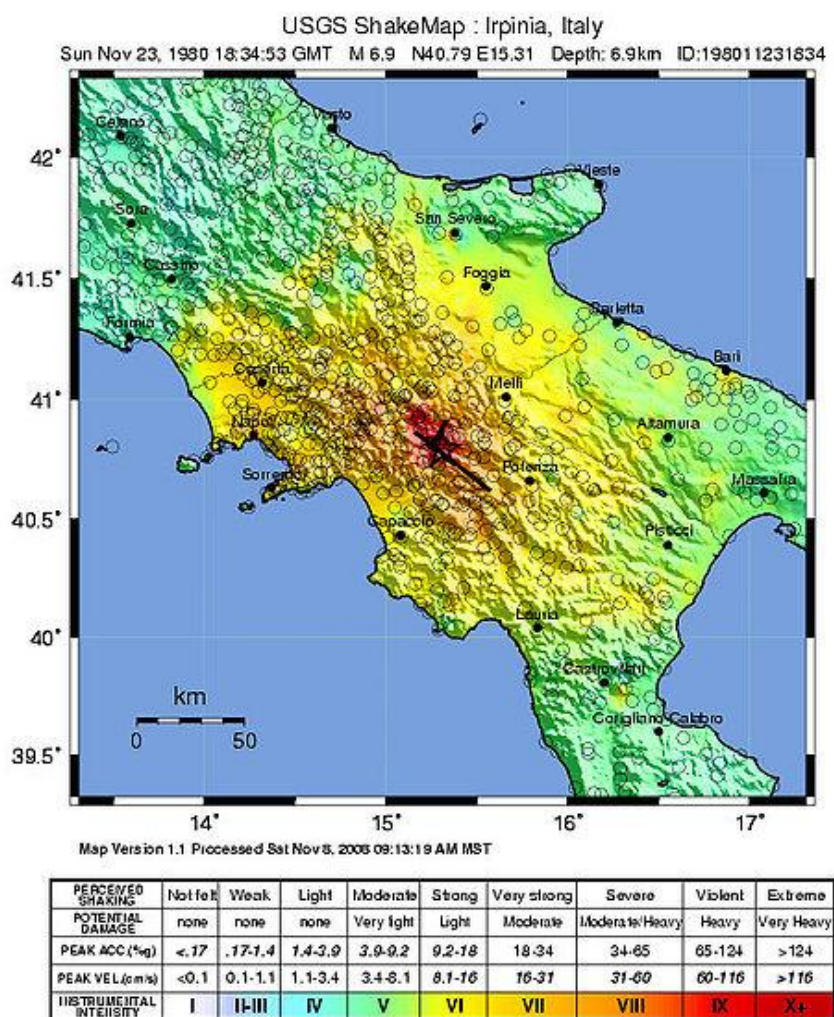 USGS ShakeMap : Irpinia, Italy
Sun Nov 23, 1980 18:34:53 GMT M 6.9 N40.79 E15.31 Depth: 6.9km ID:198011231834
Celano
Vasto
42°
Vieste
Sora
San Severo
Cassino
41.5°
Foggia
Barletta
Formia
Bari
Caserta
Melfi
41°
Napoli
Altamura
Potenza
Massafra
Sorrento
40.5°
Capaccio
Pisticci
Lauria
40°
Castrovillari
km
Corigliano Calabro
0 50
39.5°
14° 15° 16° 17°
Map Version 1.1 Processed Sat Nov 8, 2008 09:13:19 AM MST
PERCEIVED SHAKING Not felt Weak Light Moderate Strong Very strong Severe Violent Extreme
POTENTIAL DAMAGE none none none Very light Light Moderate Moderate/Heavy Heavy Very Heavy
PEAK ACC.(%g) <.17 .17-1.4 1.4-3.9 3.9-9.2 9.2-18 18-34 34-65 65-124 >124
PEAK VEL.(cm/s) <0.1 0.1-1.1 1.1-3.4 3.4-8.1 8.1-16 16-31 31-60 60-116 >116
INSTRUMENTAL INTENSITY I II-III IV V VI VII VIII IX X+